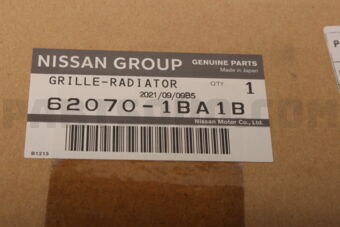 NISSAN GROUP
GENUINE PARTS
Made in Japan
GRILLE-RADIATOR
QTY
2021/09/09B5
62070-1BA1B
1
Nissan Motor Co., Ltd.
B1213
P